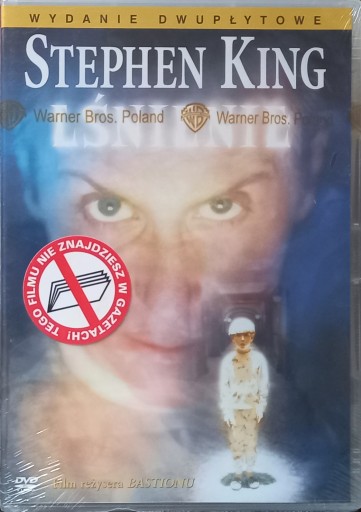 WYDANIE DWUPŁYTOWE
STEPHEN KING
LŚNIENIE
Warner Bros. Poland
Warner Bros. Po
TEGO FILMU NIE ZNAJDZIESZ W GAZETACH!
DVD
Film reżysera BASTIONU